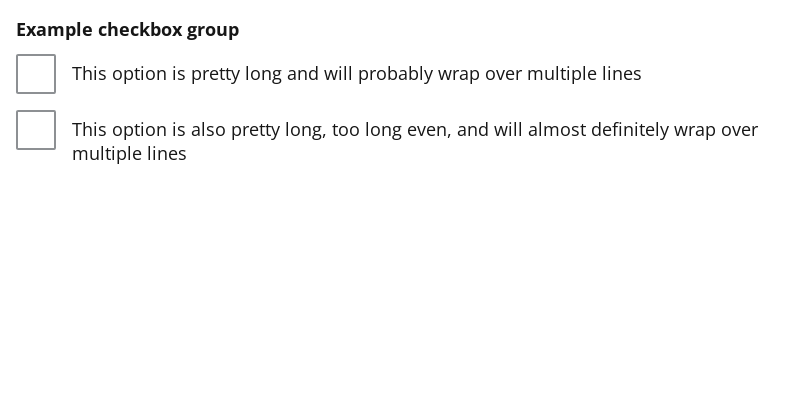 Example checkbox group
This option is pretty long and will probably wrap over multiple lines
This option is also pretty long, too long even, and will almost definitely wrap over
multiple lines